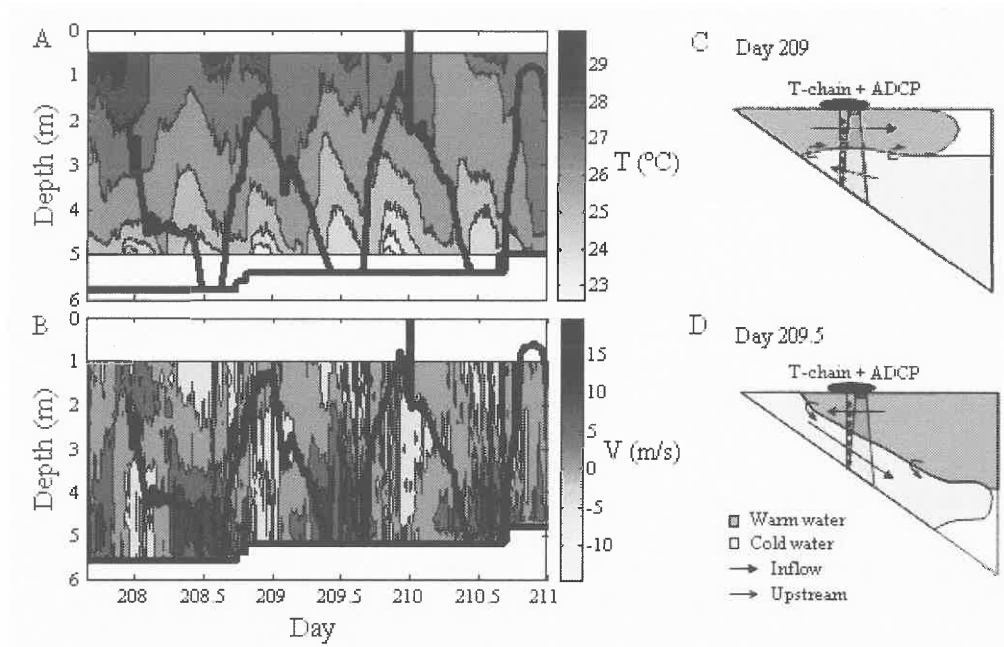 A
0
1
2
3
4
5
6
Depth (m)
29
28
27
26
25
24
23
T (°C)
B
0
1
2
3
4
5
6
Depth (m)
208
208.5
209
209.5
210
210.5
211
Day
15
10
5
0
-5
-10
V (m/s)
C
Day 209
T-chain + ADCP
D
Day 209.5
T-chain + ADCP
Warm water
Cold water
Inflow
Upstream